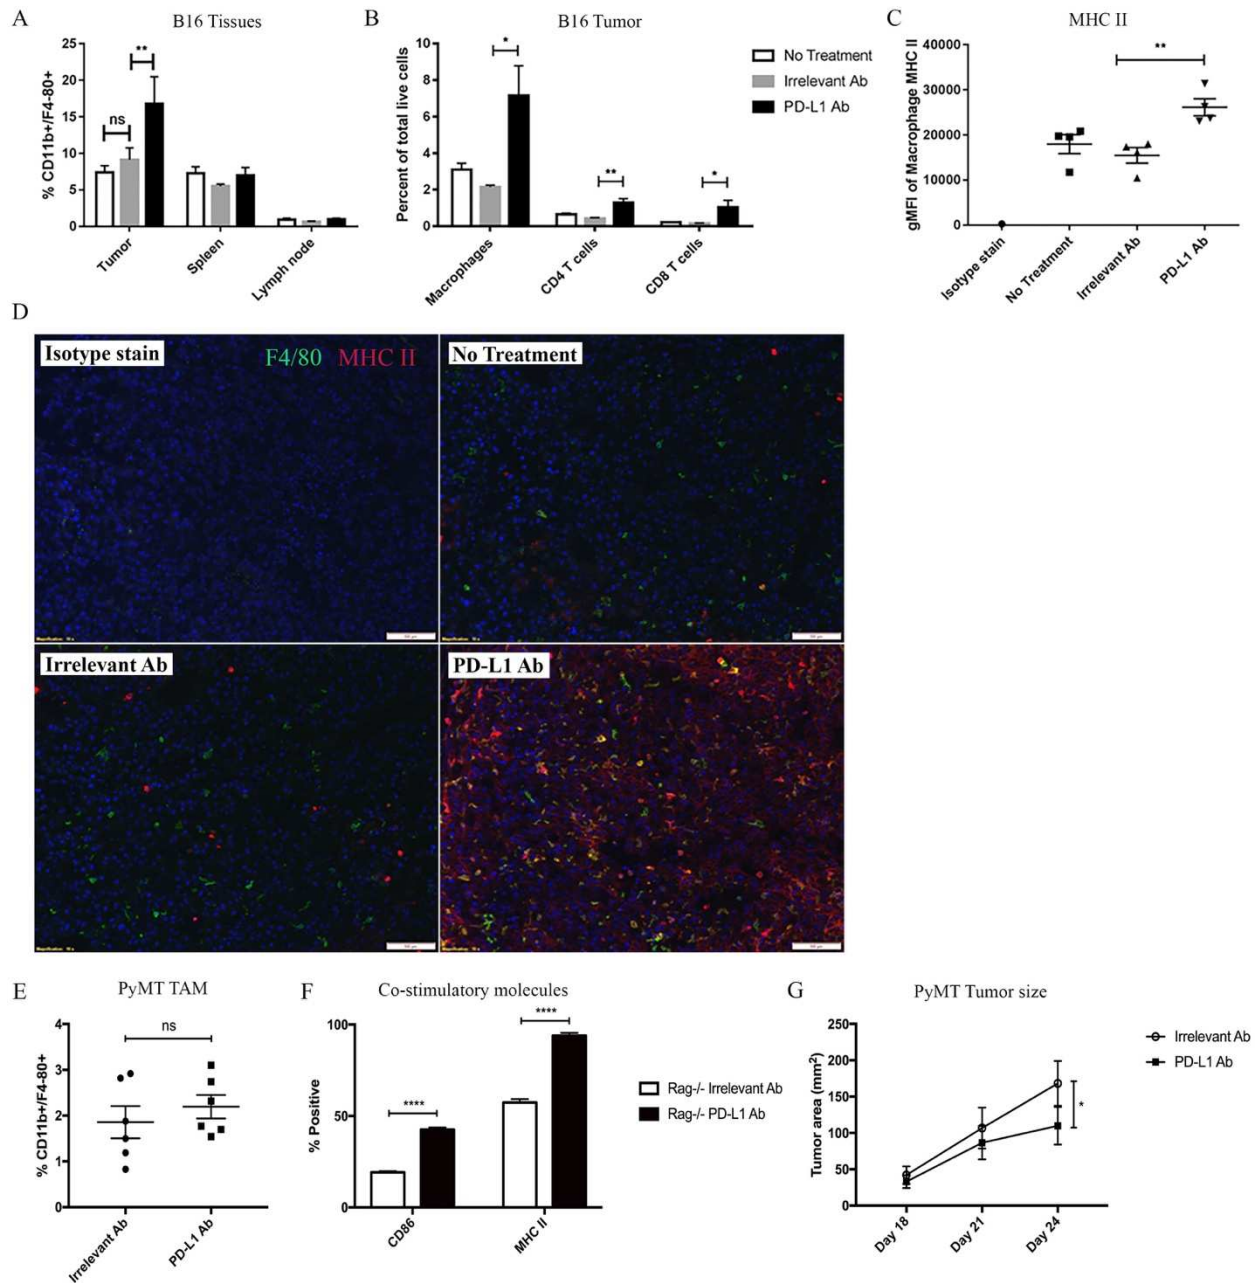 A
B16 Tissues
% CD11b+/F4-80+
25
20
15
10
5
0
ns
**
Tumor
Spleen
Lymph node
B
B16 Tumor
Percent of total live cells
10
8
6
4
2
0
*
**
*
Macrophages
CD4 T cells
CD8 T cells
No Treatment
Irrelevant Ab
PD-L1 Ab
C
MHC II
gMFI of Macrophage MHC II
40000
30000
20000
10000
0
**
Isotype stain
No Treatment
Irrelevant Ab
PD-L1 Ab
D
Isotype stain
F4/80 MHC II
No Treatment
Irrelevant Ab
PD-L1 Ab
E
PyMT TAM
% CD11b+/F4-80+
4
3
2
1
0
ns
Irrelevant Ab
PD-L1 Ab
F
Co-stimulatory molecules
% Positive
100
50
0
****
****
CD86
MHC II
Rag-/- Irrelevant Ab
Rag-/- PD-L1 Ab
G
PyMT Tumor size
Tumor area (mm²)
250
200
150
100
50
0
*
Day 18
Day 21
Day 24
Irrelevant Ab
PD-L1 Ab